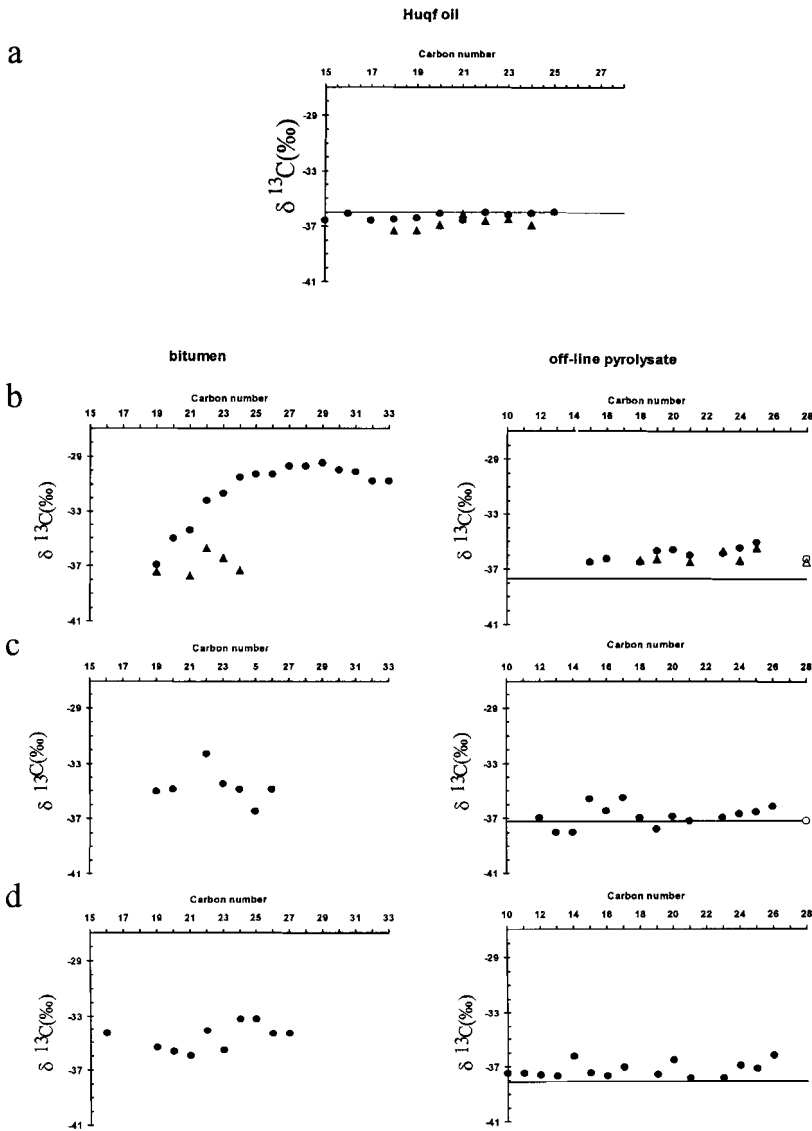 Huqf oil
a
Carbon number
15 17 19 21 23 25 27
-29
-33
-37
-41
δ 13C(‰)
bitumen
off-line pyrolysate
b
Carbon number
15 17 19 21 23 25 27 29 31 33
-29
-33
-37
-41
δ 13C(‰)
Carbon number
10 12 14 16 18 20 22 24 26 28
-29
-33
-37
-41
δ 13C(‰)
c
Carbon number
15 17 19 21 23 5 27 29 31 33
-29
-33
-37
-41
δ 13C(‰)
Carbon number
10 12 14 16 18 20 22 24 26 28
-29
-33
-37
-41
δ 13C(‰)
d
Carbon number
15 17 19 21 23 25 27 29 31 33
-29
-33
-37
-41
δ 13C(‰)
Carbon number
10 12 14 16 18 20 22 24 26 28
-29
-33
-37
-41
δ 13C(‰)